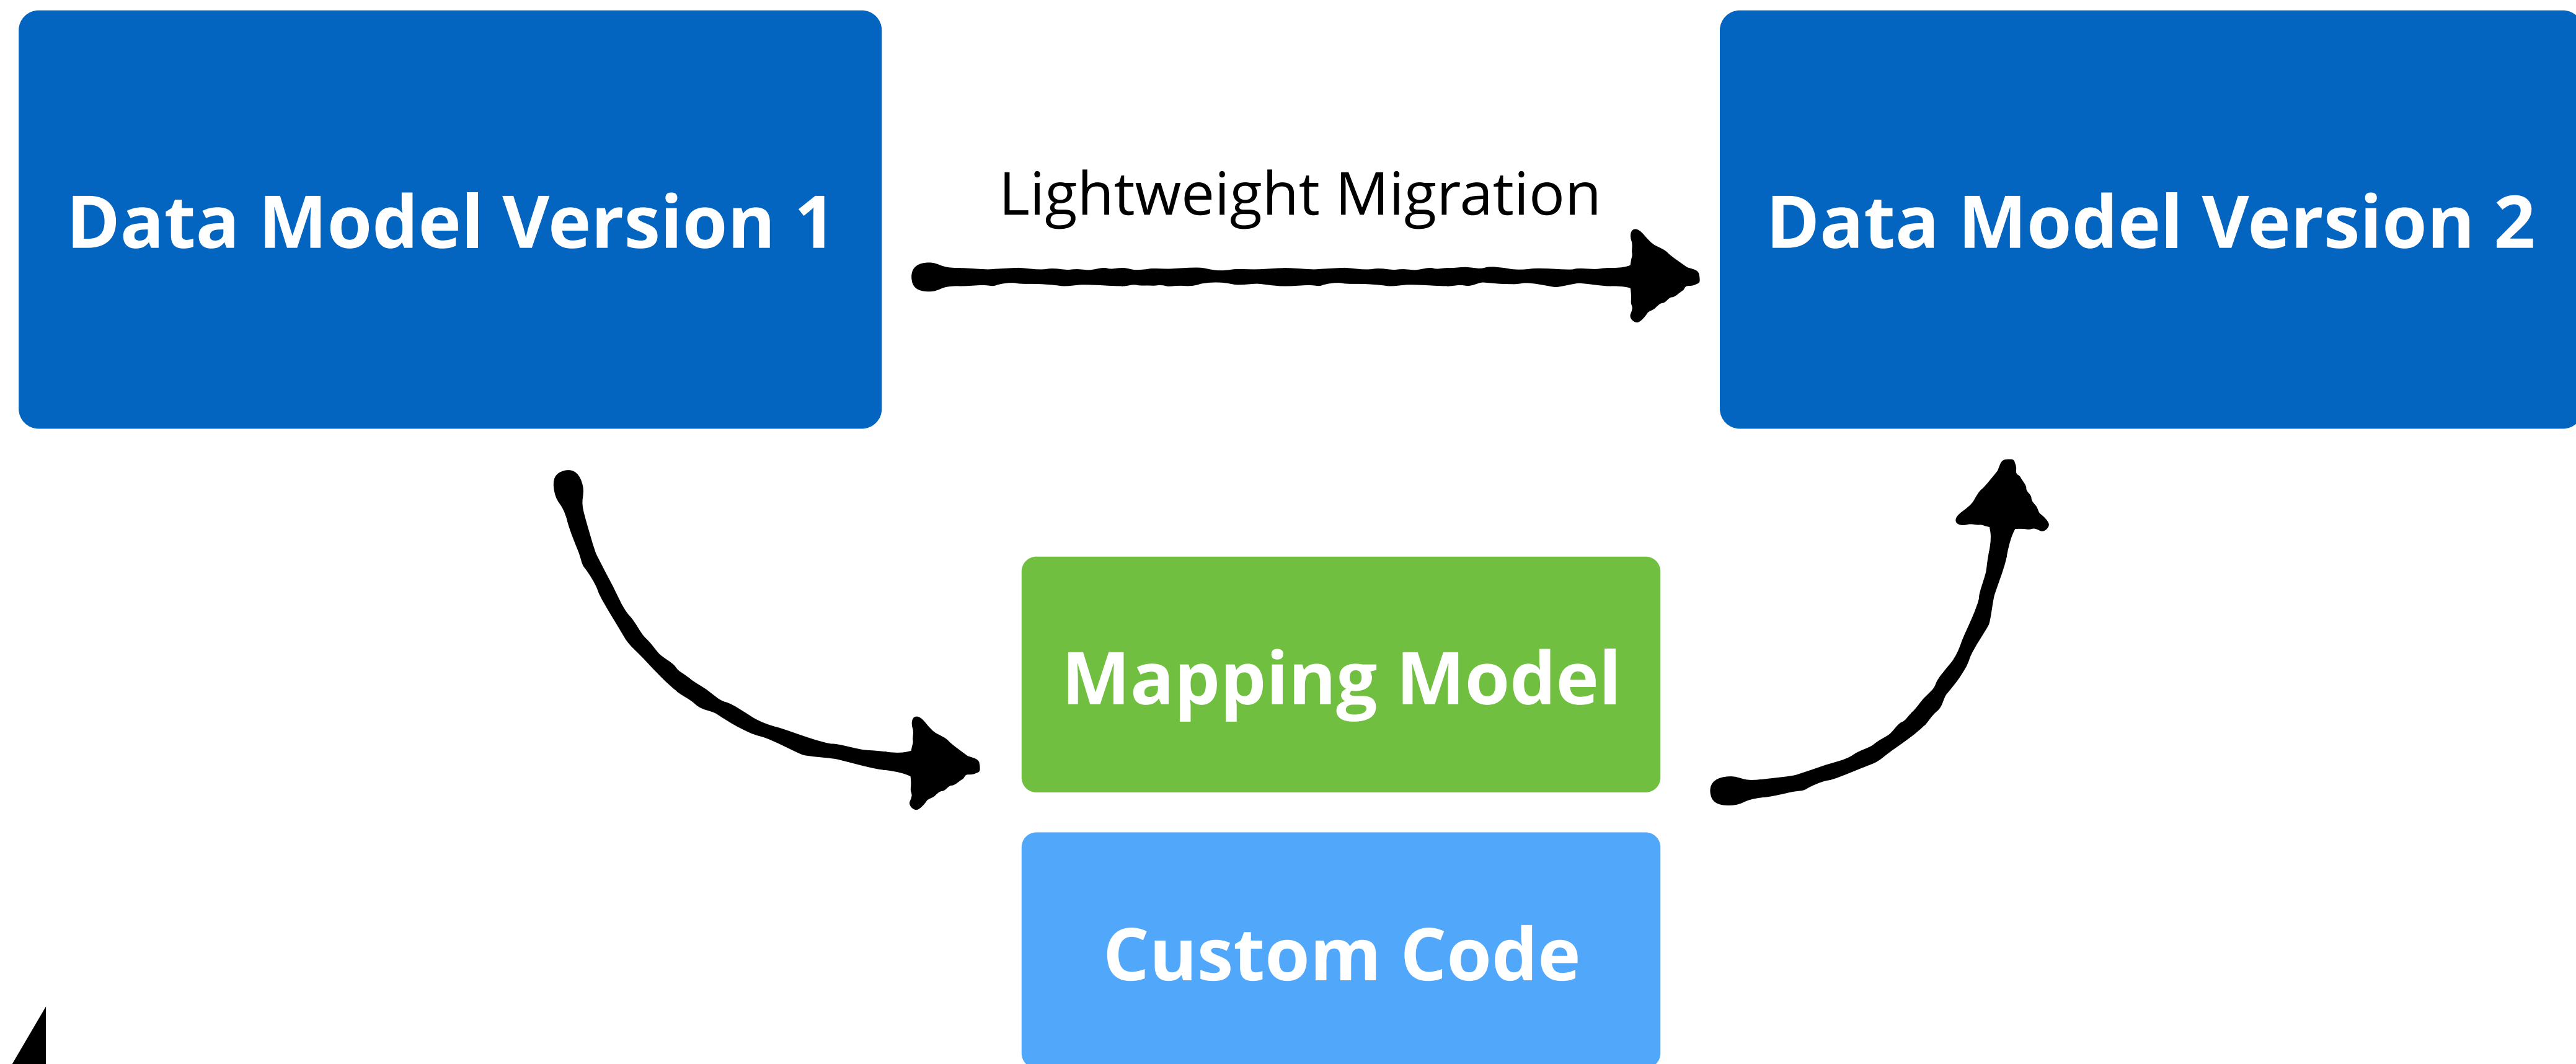 Data Model Version 1
Lightweight Migration
Data Model Version 2
Mapping Model
Custom Code